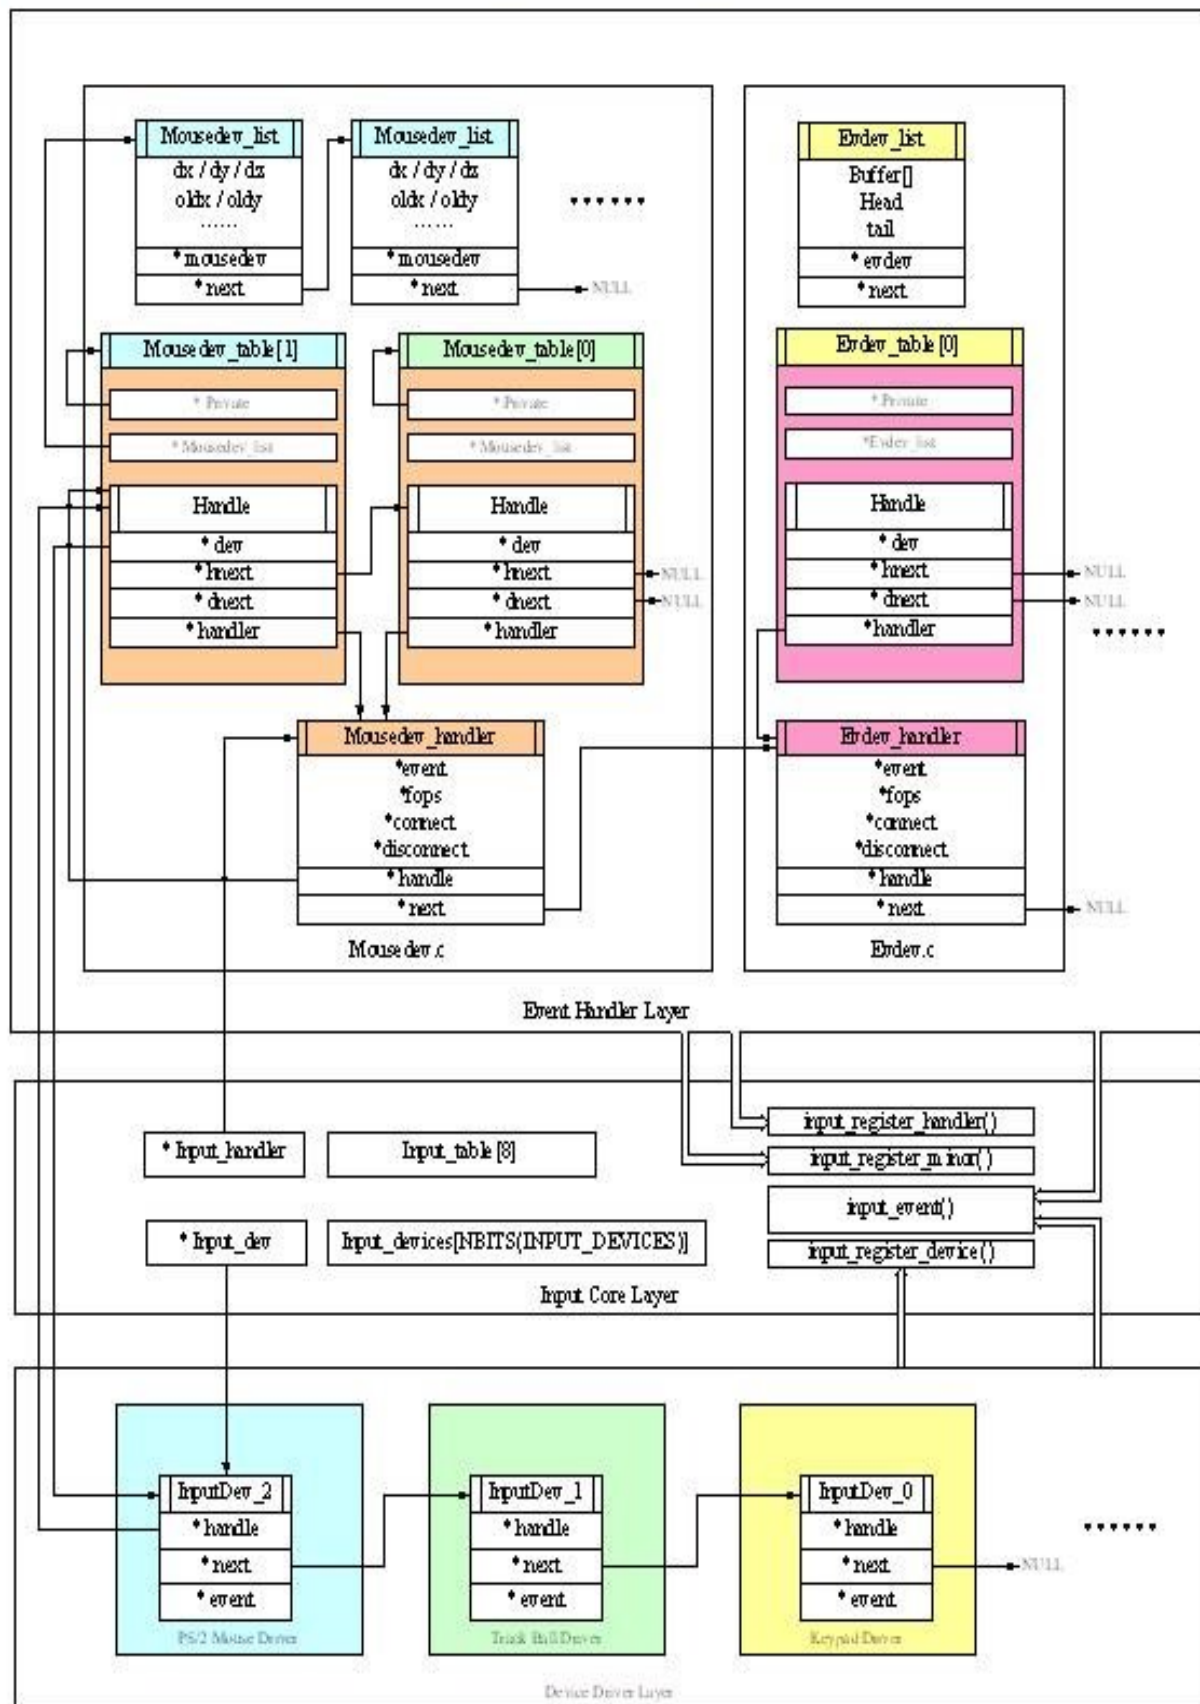 Mousedev_list
dx / dy / dz
oldx / oldy
......
* mousedev
* next
Mousedev_list
dx / dy / dz
oldx / oldy
......
* mousedev
* next
NULL
......
Evdev_list
Buffer[]
Head
tail
* evdev
* next
Mousedev_table[1]
* Private
* Mousedev_list
Handle
* dev
* hnext
* dnext
* handler
Mousedev_table[0]
* Private
* Mousedev_list
Handle
* dev
* hnext
* dnext
* handler
NULL
NULL
Evdev_table[0]
* Private
*Evdev_list
Handle
* dev
* hnext
* dnext
*handler
NULL
NULL
......
Mousedev_handler
*event
*fops
*connect
*disconnect
* handle
* next
Mousedev.c
Evdev_handler
*event
*fops
*connect
*disconnect
* handle
* next
NULL
Evdev.c
Event Handler Layer
* Input_handler
Input_table[8]
* Input_dev
Input_devices[NBITS(INPUT_DEVICES)]
input_register_handler()
input_register_minor()
input_event()
input_register_device()
Input Core Layer
InputDev_2
* handle
* next
* event
PS/2 Mouse Driver
InputDev_1
* handle
* next
* event
Track Ball Driver
InputDev_0
* handle
* next
* event
Keypad Driver
NULL
......
Device Driver Layer